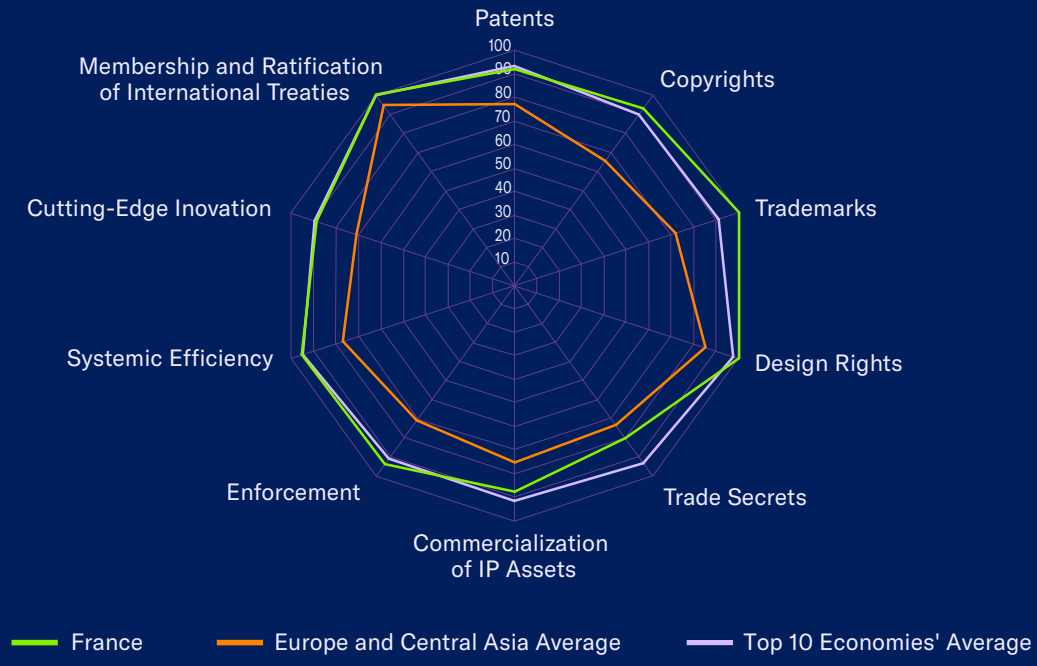 Patents
Membership and Ratification
of International Treaties
Copyrights
100
90
80
70
60
50
40
30
20
10
Cutting-Edge Inovation
Trademarks
Systemic Efficiency
Design Rights
Enforcement
Trade Secrets
Commercialization
of IP Assets
France
Europe and Central Asia Average
Top 10 Economies' Average